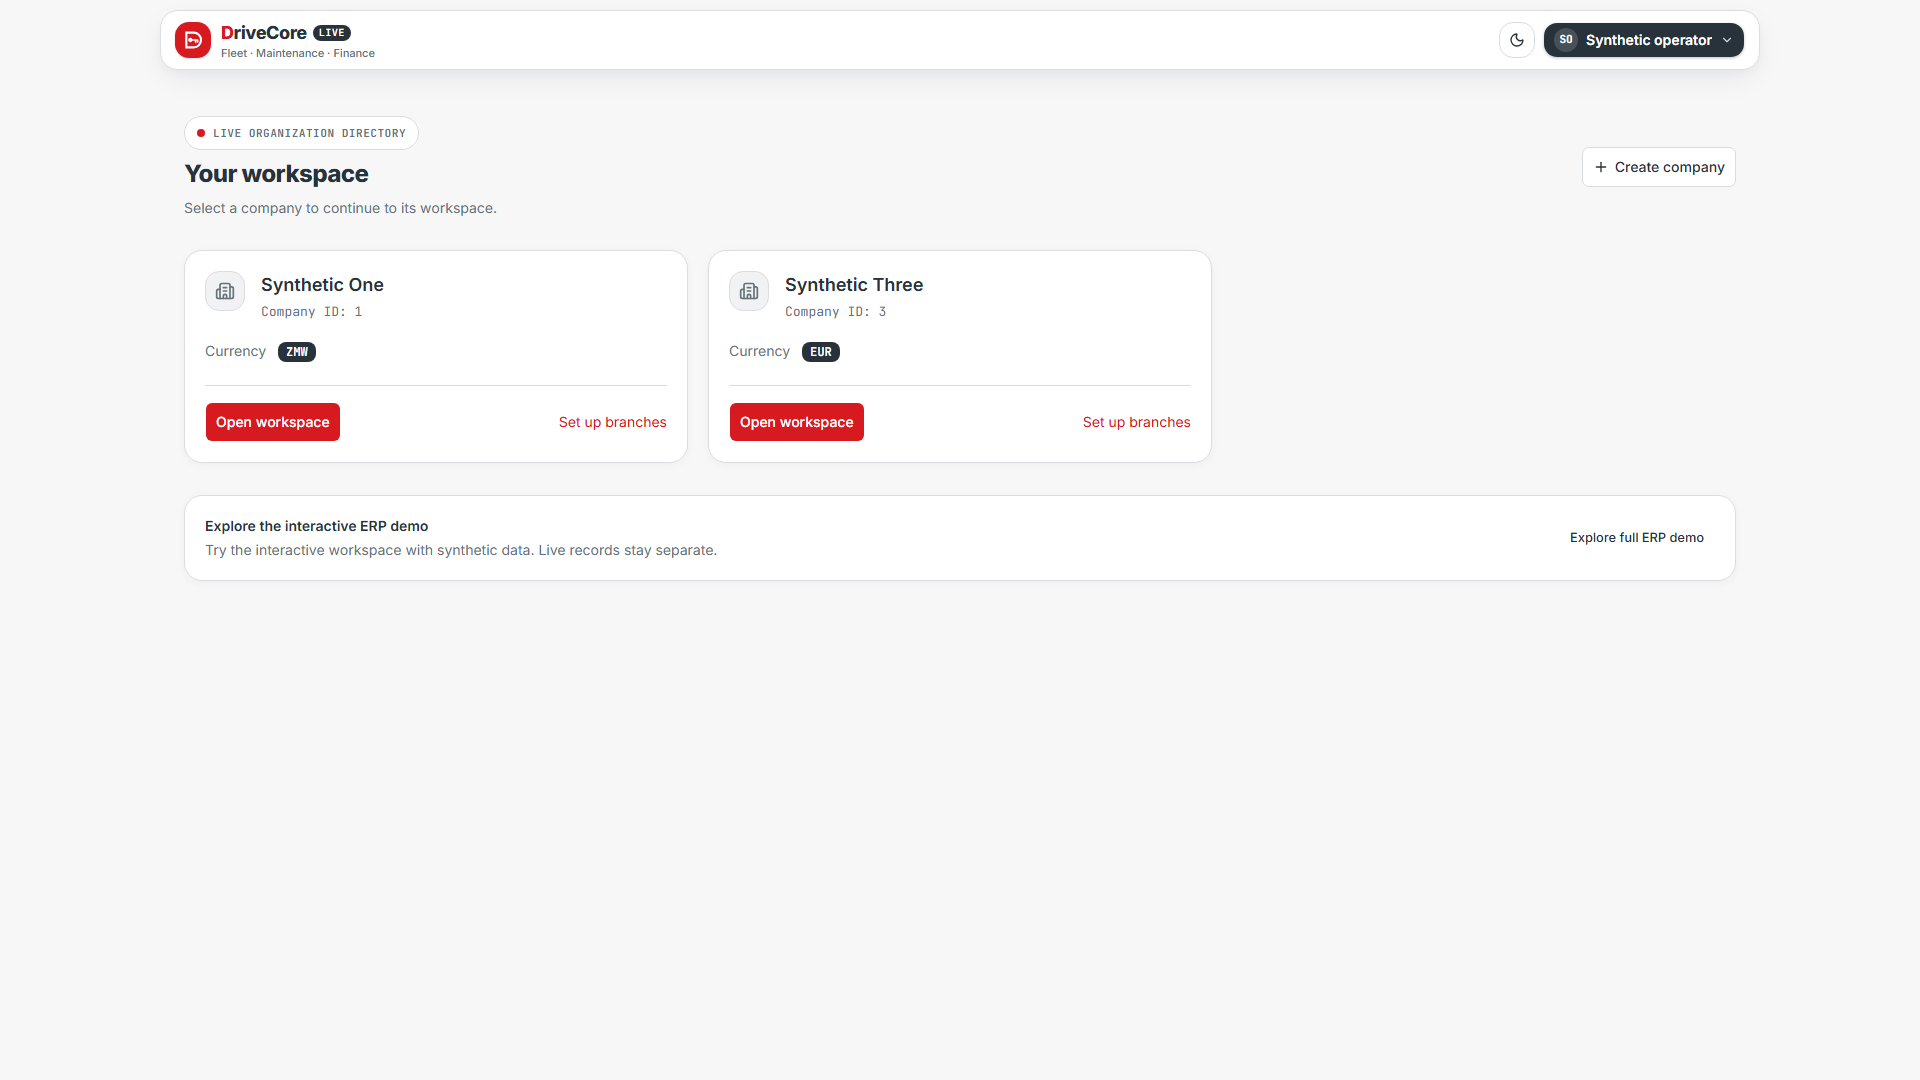 DriveCore LIVE
Fleet · Maintenance · Finance
SO Synthetic operator
LIVE ORGANIZATION DIRECTORY
Your workspace
Select a company to continue to its workspace.
Create company
Synthetic One
Company ID: 1
Currency ZMW
Open workspace
Set up branches
Synthetic Three
Company ID: 3
Currency EUR
Open workspace
Set up branches
Explore the interactive ERP demo
Try the interactive workspace with synthetic data. Live records stay separate.
Explore full ERP demo